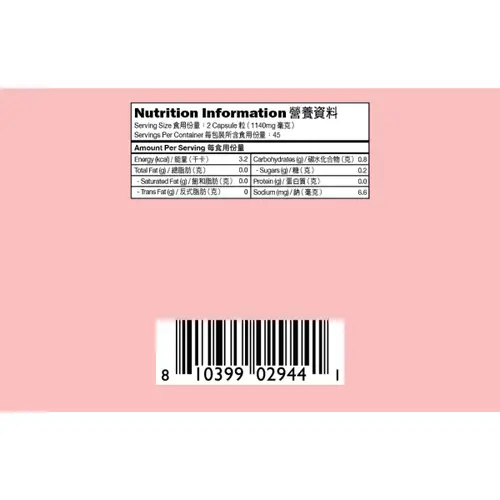 Nutrition Information 營養資料
Serving Size 食用份量：2 Capsule 粒（1140mg 毫克）
Servings Per Container 每包裝所含食用份量：45
Amount Per Serving 每食用份量
Energy (kcal) / 能量（千卡） 3.2 Carbohydrates (g) / 碳水化合物（克） 0.8
Total Fat (g) / 總脂肪（克） 0.0 - Sugars (g) / 糖（克） 0.2
- Saturated Fat (g) / 飽和脂肪（克） 0.0 Protein (g) / 蛋白質（克） 0.0
- Trans Fat (g) / 反式脂肪（克） 0 Sodium (mg) / 鈉（毫克） 6.6
8 10399 02944 1